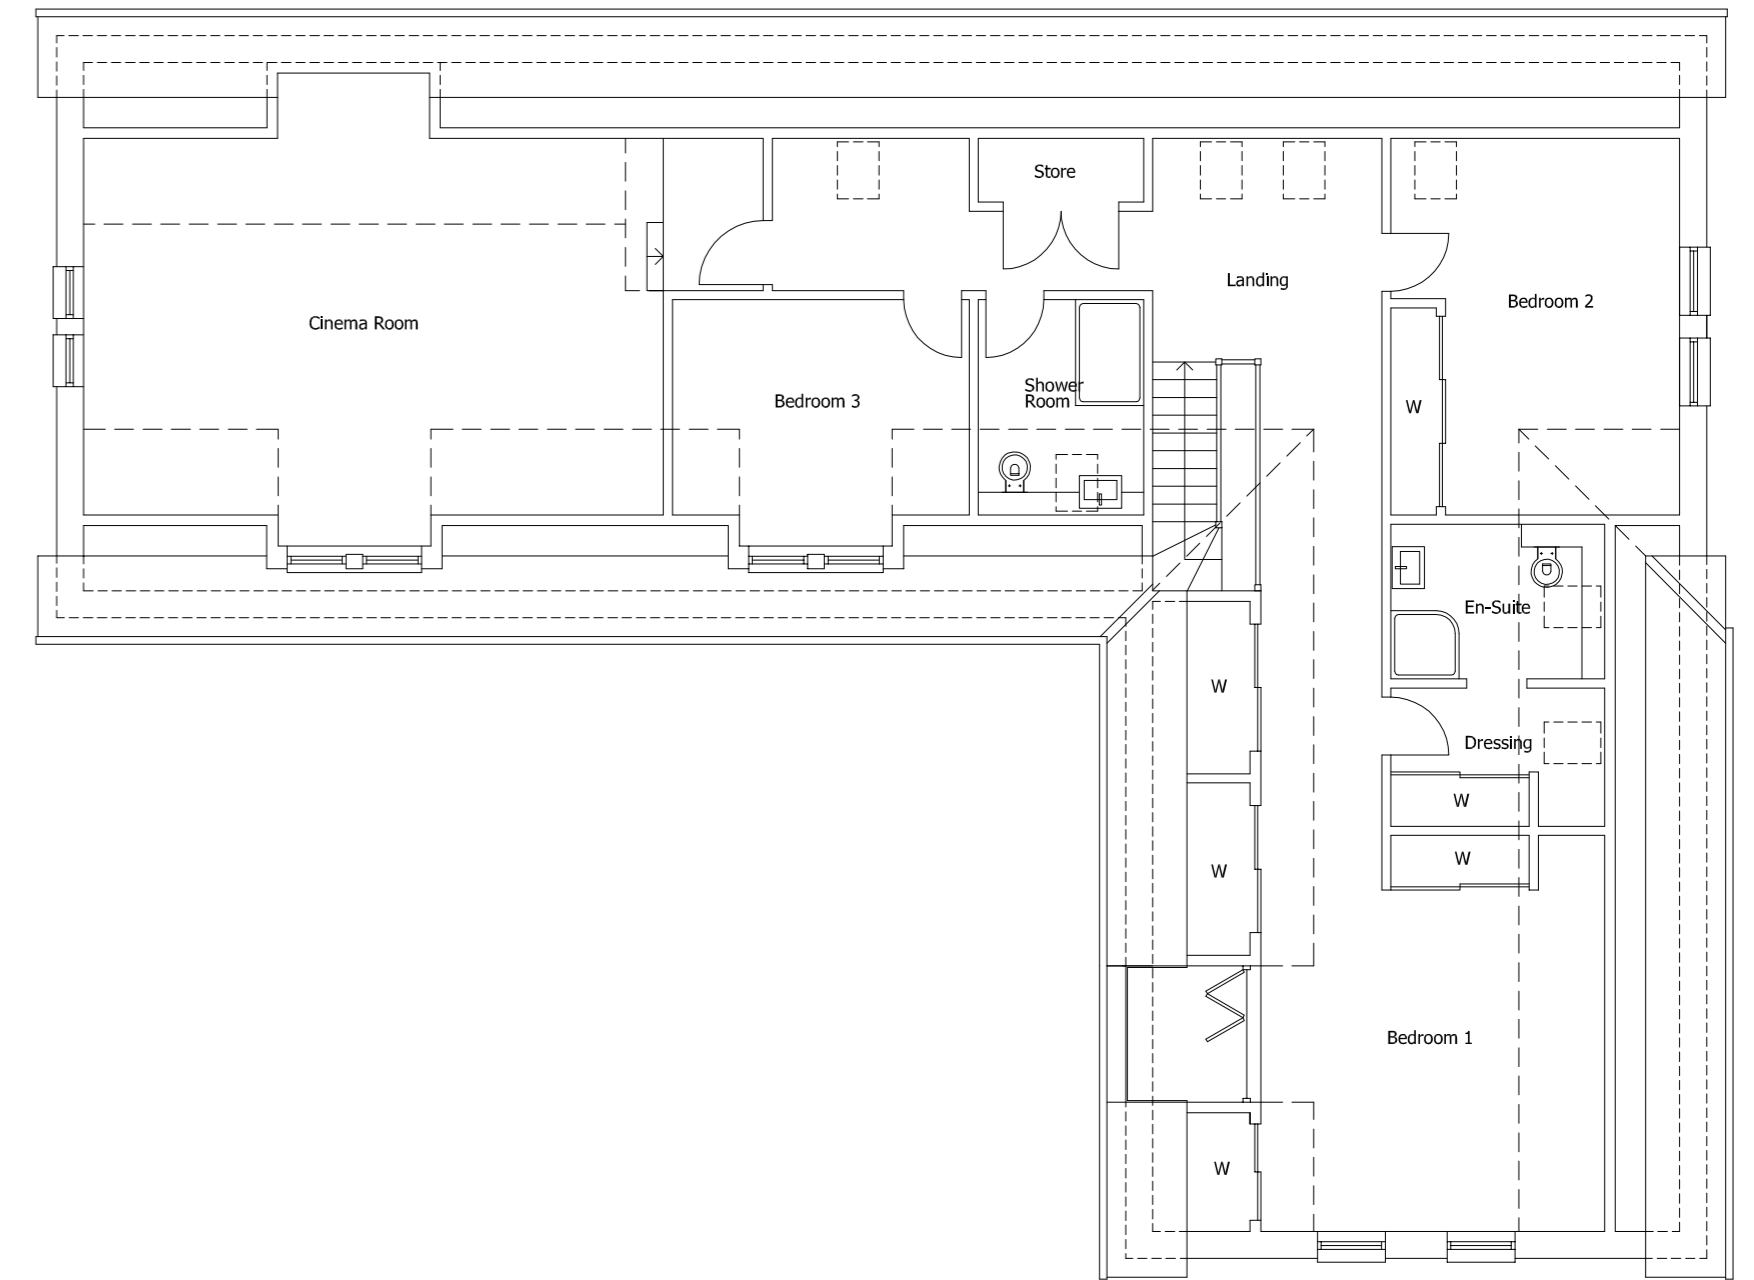 Store
Landing
Bedroom 2
Cinema Room
Shower
Room
Bedroom 3
W
En-Suite
W
Dressing
W
W
W
Bedroom 1
W